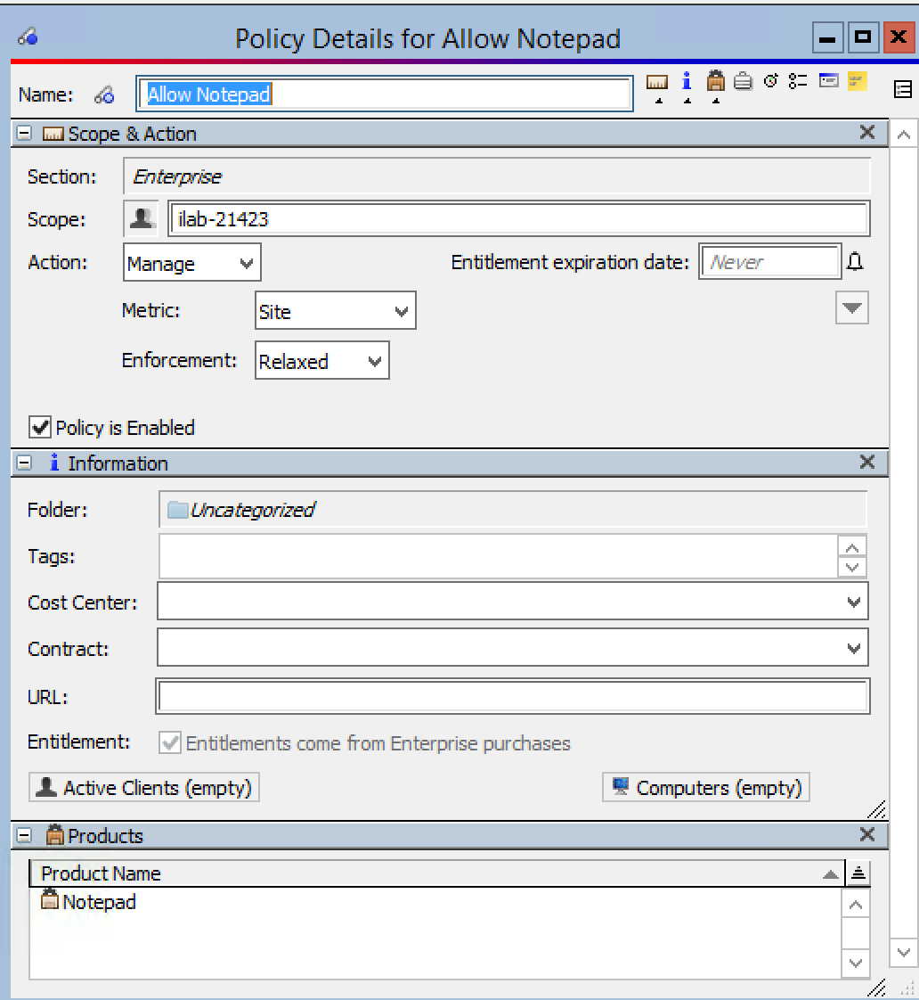 Policy Details for Allow Notepad
Name: Allow Notepad
Scope & Action
Section: Enterprise
Scope: ilab-21423
Action: Manage Entitlement expiration date: Never
Metric: Site
Enforcement: Relaxed
Policy is Enabled
Information
Folder: Uncategorized
Tags:
Cost Center:
Contract:
URL:
Entitlement: Entitlements come from Enterprise purchases
Active Clients (empty) Computers (empty)
Products
Product Name
Notepad